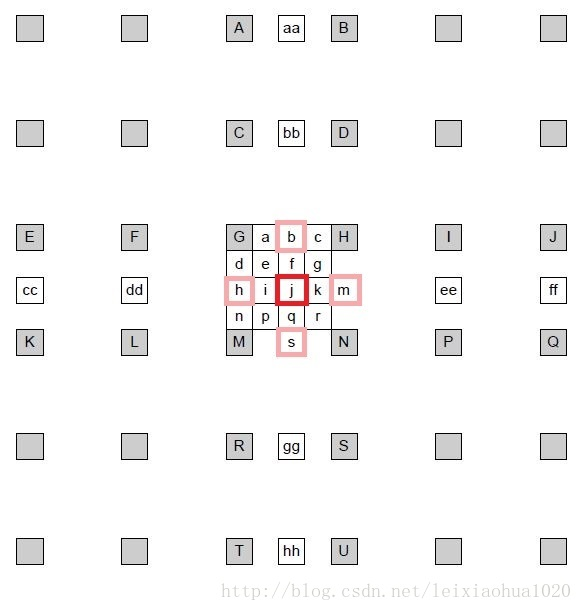 A aa B
C bb D
E F G a b c H I J
d e f g
cc dd h i j k m ee ff
n p q r
K L M s N P Q
R gg S
T hh U
http://blog.csdn.net/leixiaohua1020